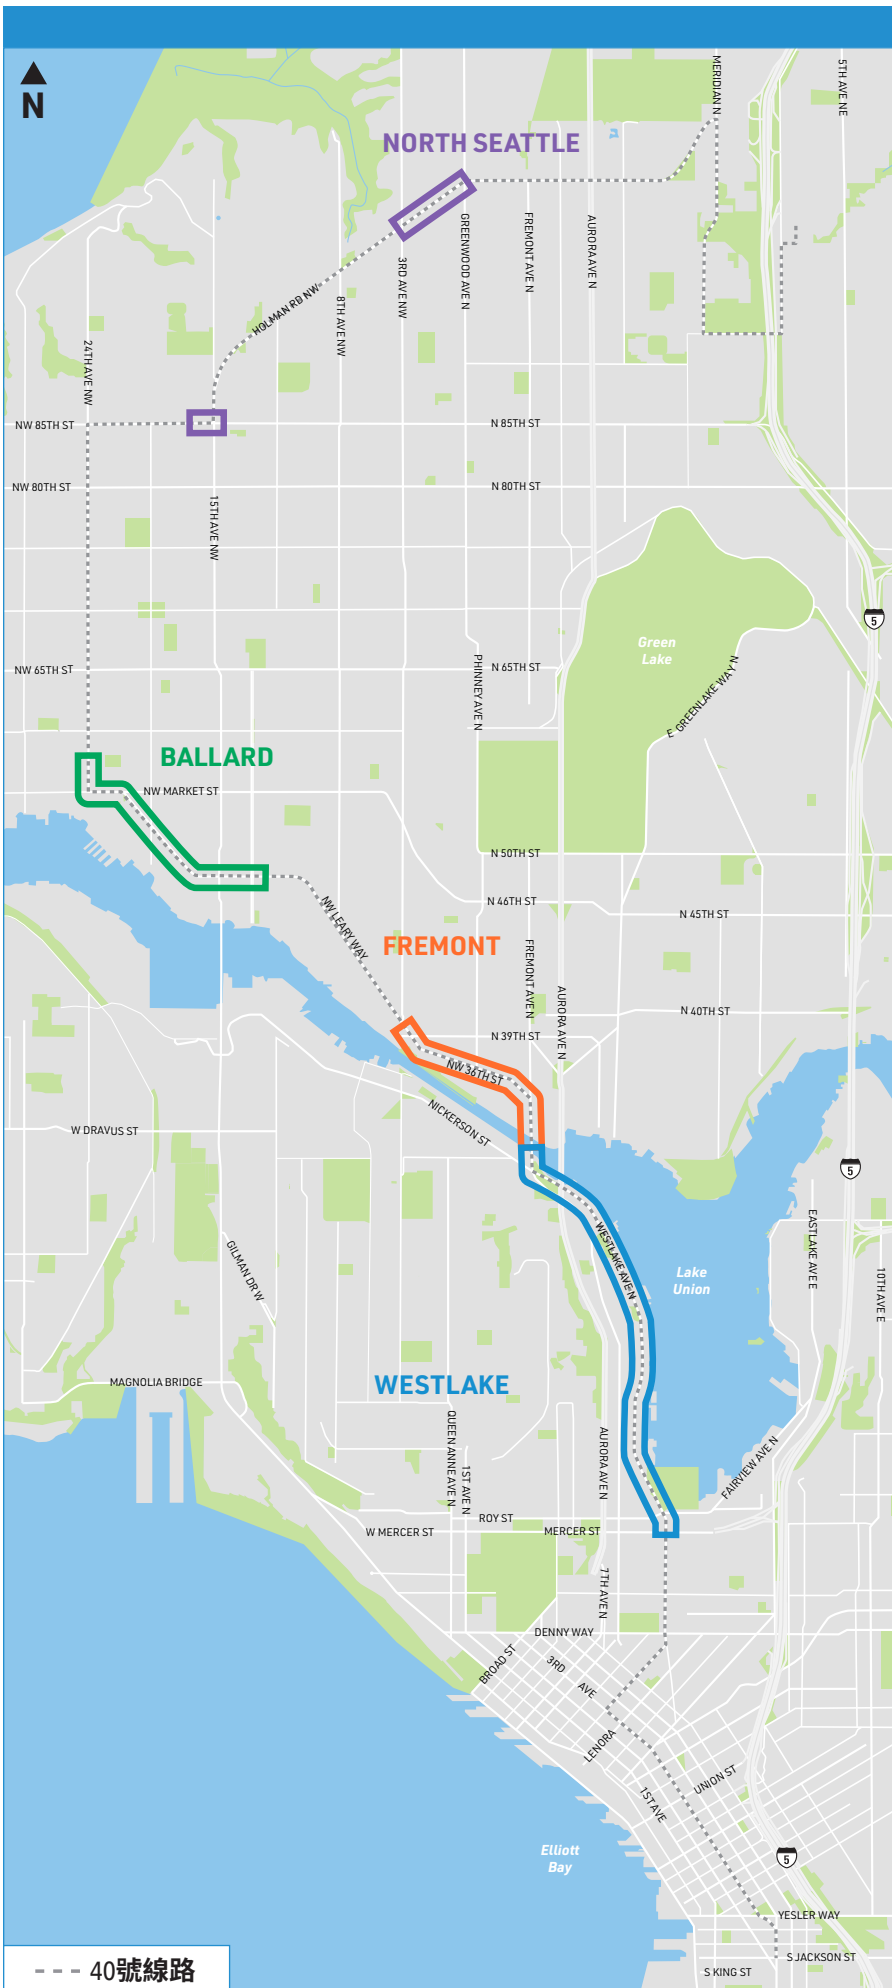 N
NORTH SEATTLE
MERIDIAN N
5TH AVE NE
GREENWOOD AVE N
FREMONT AVE N
AURORA AVE N
3RD AVE NW
8TH AVE NW
HOLMAN RD NW
24TH AVE NW
NW 85TH ST
N 85TH ST
NW 80TH ST
N 80TH ST
15TH AVE NW
5
Green
Lake
NW 65TH ST
N 65TH ST
PHINNEY AVE N
E GREENLAKE WAY N
BALLARD
NW MARKET ST
N 50TH ST
N 46TH ST
N 45TH ST
NW LEARY WAY
FREMONT
FREMONT AVE N
AURORA AVE N
N 40TH ST
N 39TH ST
NW 36TH ST
NICKERSON ST
W DRAVUS ST
5
EASTLAKE AVE E
10TH AVE E
GILMAN DR W
WESTLAKE AVE N
Lake
Union
WESTLAKE
MAGNOLIA BRIDGE
QUEEN ANNE AVE N
1ST AVE N
AURORA AVE N
FAIRVIEW AVE N
ROY ST
W MERCER ST
MERCER ST
7TH AVE N
DENNY WAY
BROAD ST
3RD AVE
LENORA
UNION ST
1ST AVE
Elliott
Bay
5
YESLER WAY
S JACKSON ST
S KING ST
40號線路